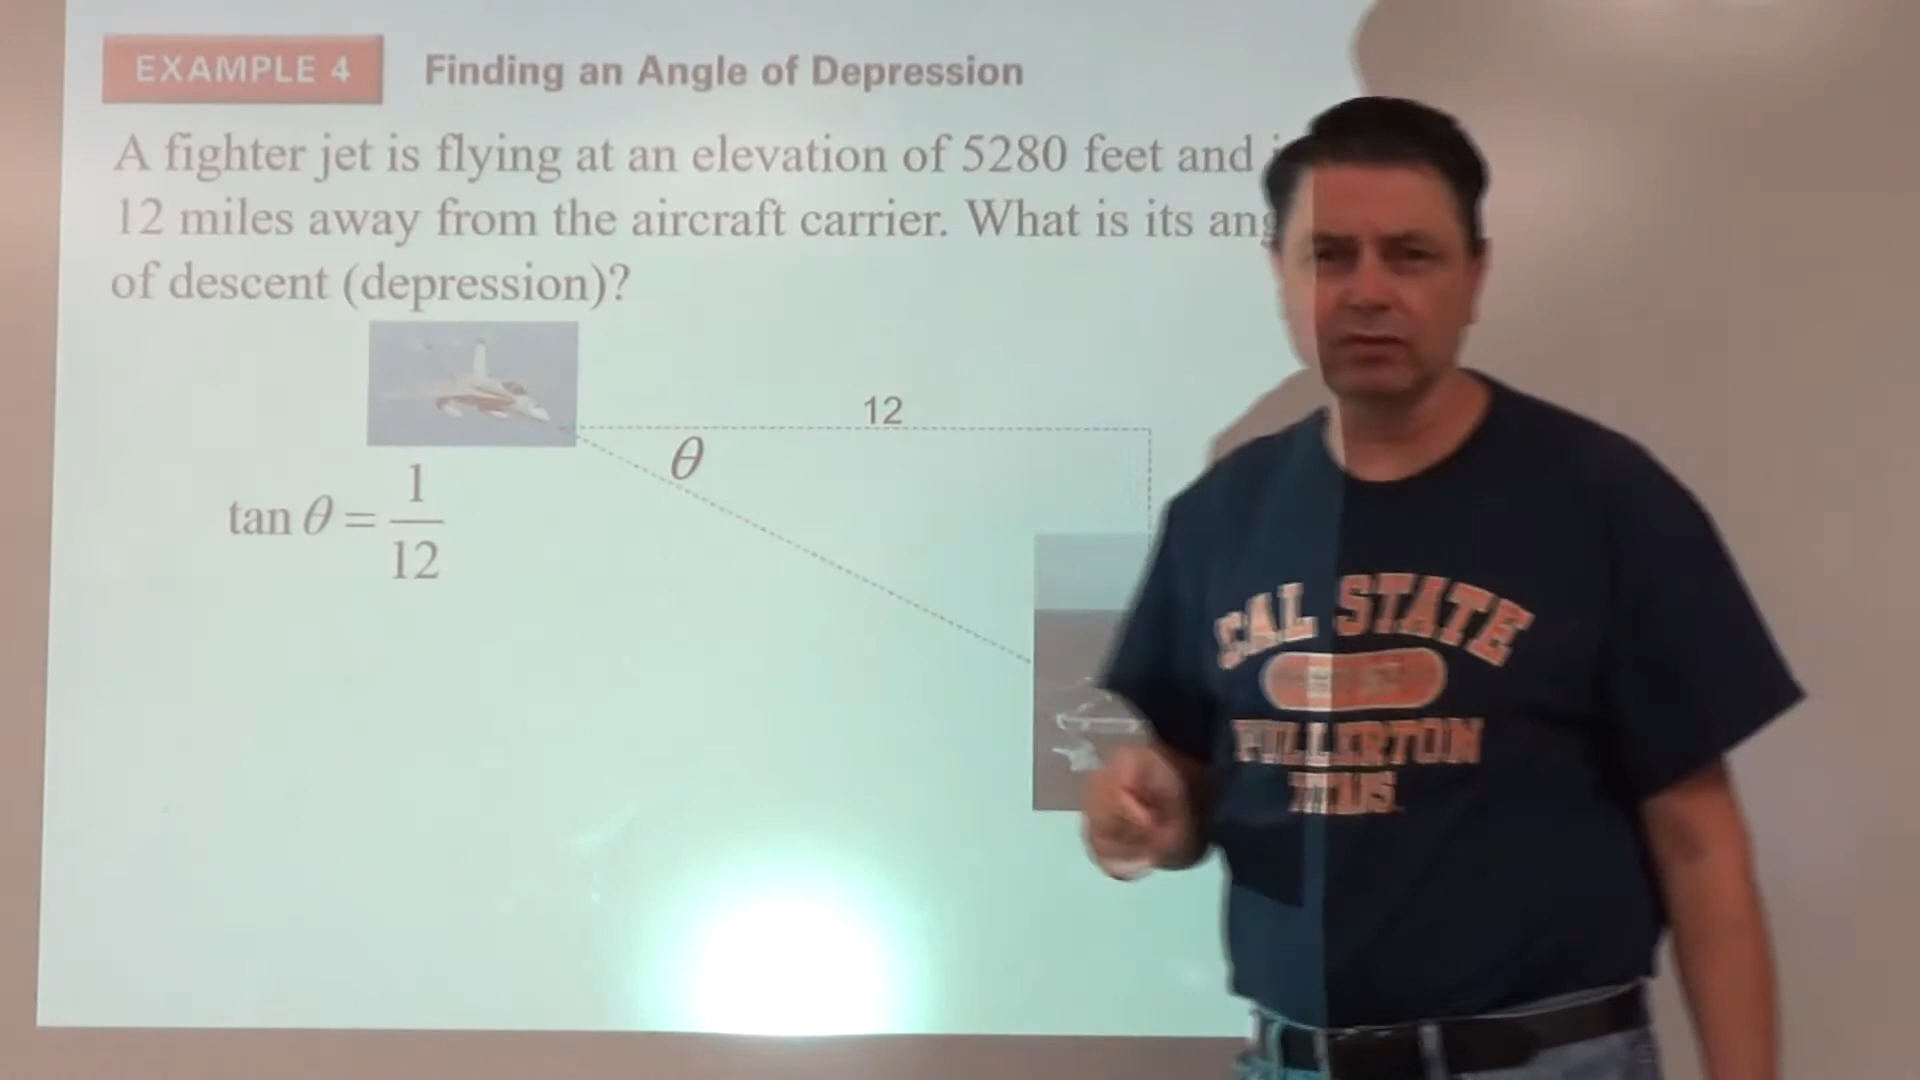 EXAMPLE 4 Finding an Angle of Depression
A fighter jet is flying at an elevation of 5280 feet and
12 miles away from the aircraft carrier. What is its
of descent (depression)?
12
θ
tan θ = 1/12
CAL STATE
FULLERTON
TITANS